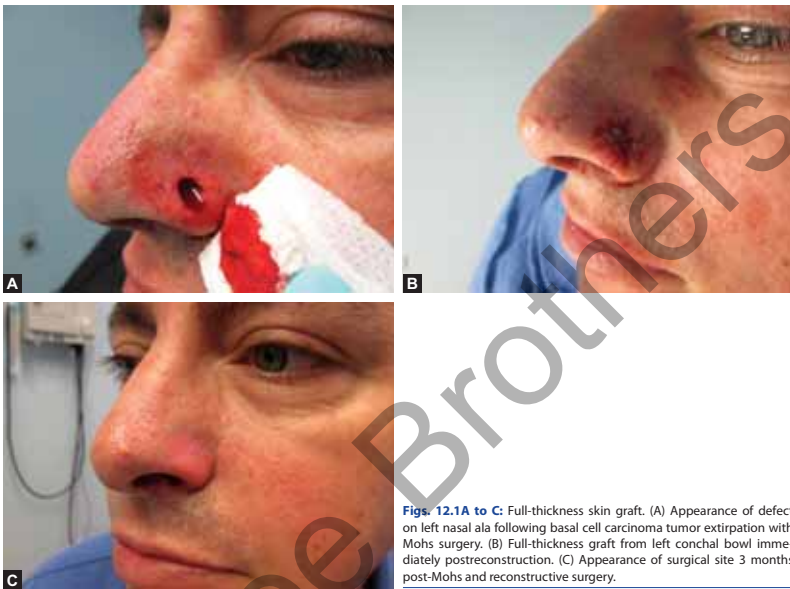 A
B
C
Figs. 12.1A to C: Full-thickness skin graft. (A) Appearance of defect
on left nasal ala following basal cell carcinoma tumor extirpation with
Mohs surgery. (B) Full-thickness graft from left conchal bowl imme-
diately postreconstruction. (C) Appearance of surgical site 3 months
post-Mohs and reconstructive surgery.
e Brothers